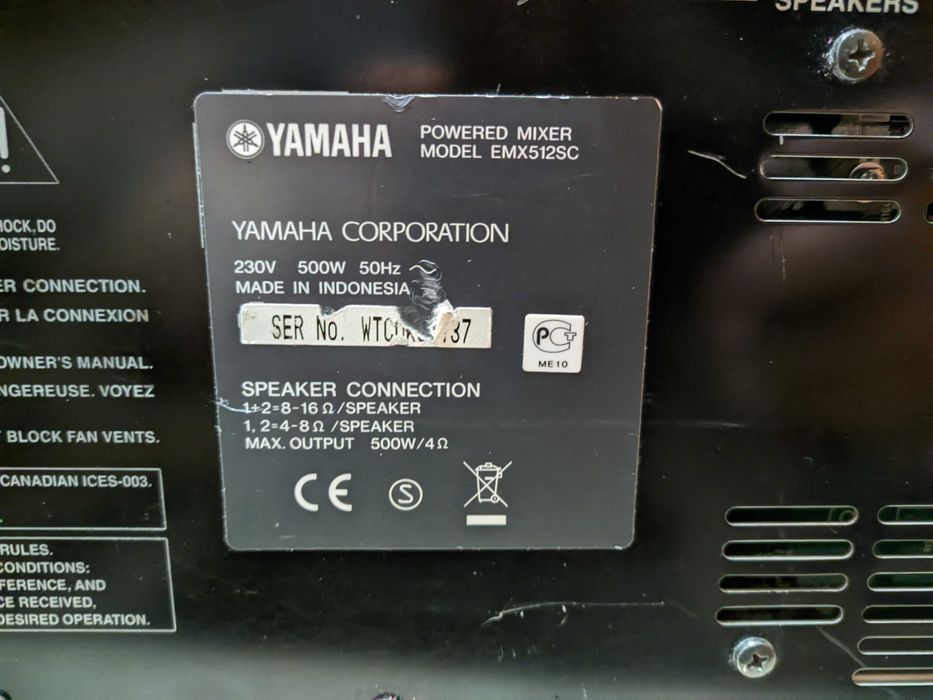 SPEAKERS
!
HOCK, DO
OISTURE.
ER CONNECTION.
R LA CONNEXION
OWNER'S MANUAL.
NGEREUSE. VOYEZ
T BLOCK FAN VENTS.
CANADIAN ICES-003.
RULES.
CONDITIONS:
FERENCE, AND
CE RECEIVED,
DESIRED OPERATION.
YAMAHA
POWERED MIXER
MODEL EMX512SC
YAMAHA CORPORATION
230V 500W 50Hz
MADE IN INDONESIA
SER No.
PCT
ME10
SPEAKER CONNECTION
1+2=8-16Ω/SPEAKER
1, 2=4-8Ω/SPEAKER
MAX. OUTPUT 500W/4Ω
CE
S